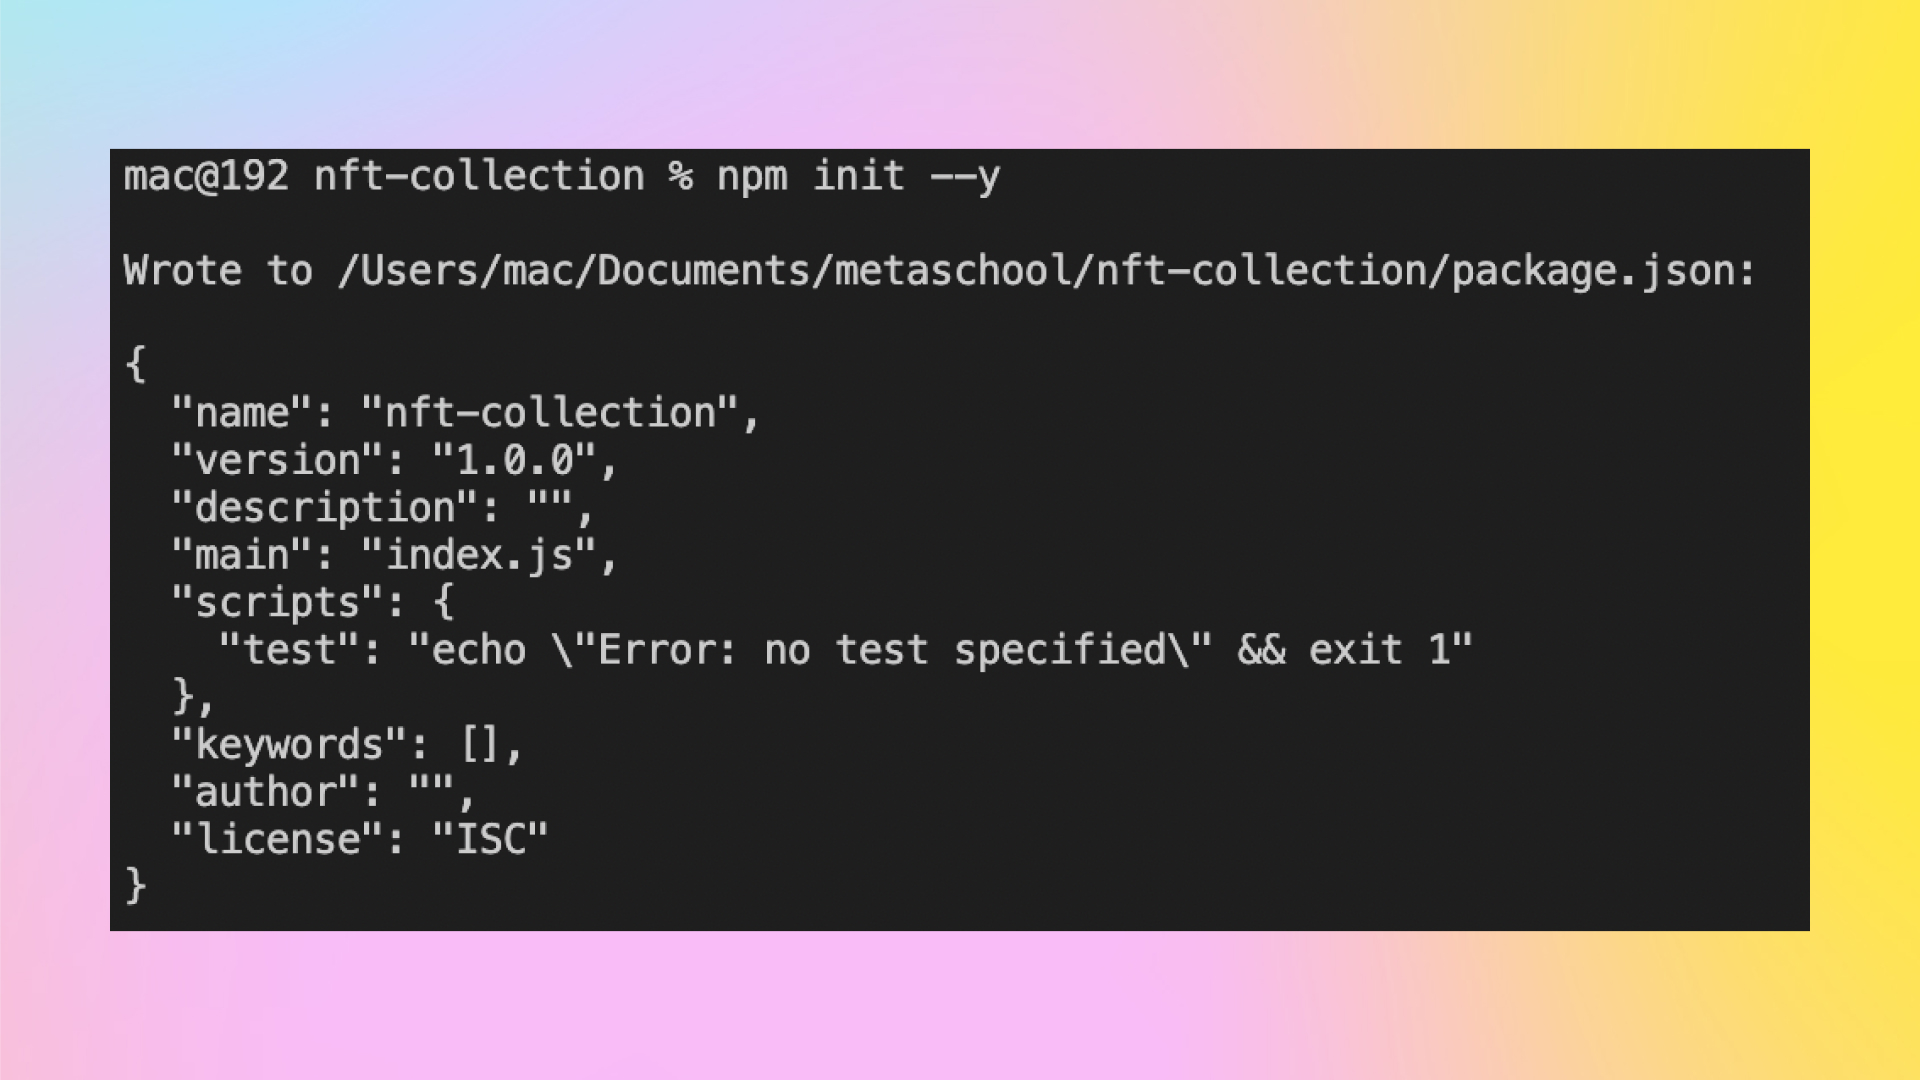 mac@192 nft-collection % npm init --y
Wrote to /Users/mac/Documents/metaschool/nft-collection/package.json:
{
  "name": "nft-collection",
  "version": "1.0.0",
  "description": "",
  "main": "index.js",
  "scripts": {
    "test": "echo \"Error: no test specified\" && exit 1"
  },
  "keywords": [],
  "author": "",
  "license": "ISC"
}